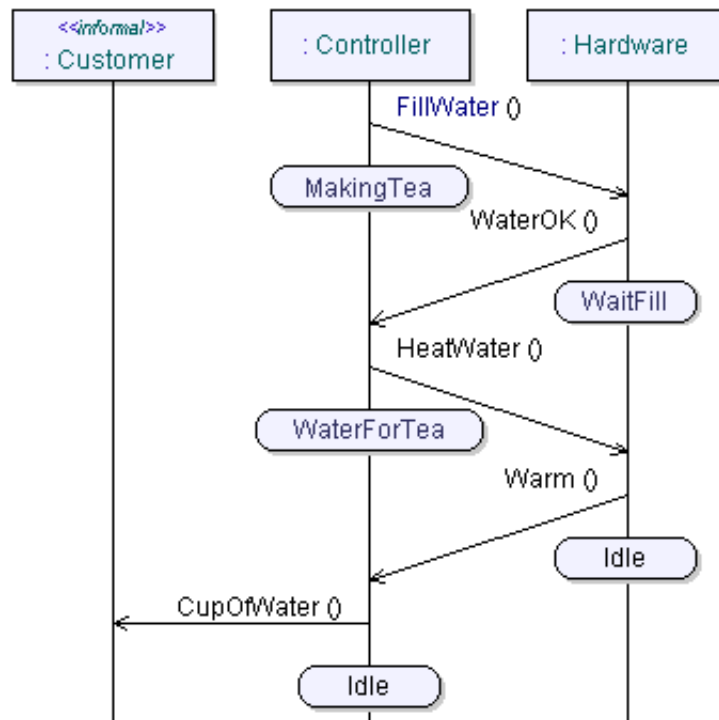 <<informal>>
: Customer
: Controller
: Hardware
FillWater ()
MakingTea
WaterOK ()
WaitFill
HeatWater ()
WaterForTea
Warm ()
Idle
CupOfWater ()
Idle